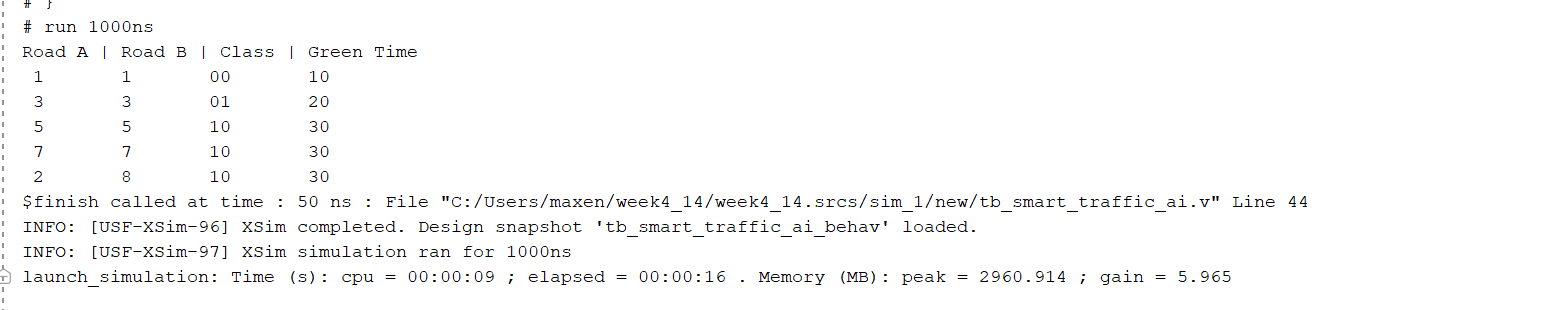 # }
# run 1000ns
Road A | Road B | Class | Green Time
1 1 00 10
3 3 01 20
5 5 10 30
7 7 10 30
2 8 10 30
$finish called at time : 50 ns : File "C:/Users/maxen/week4_14/week4_14.srcs/sim_1/new/tb_smart_traffic_ai.v" Line 44
INFO: [USF-XSim-96] XSim completed. Design snapshot 'tb_smart_traffic_ai_behav' loaded.
INFO: [USF-XSim-97] XSim simulation ran for 1000ns
launch_simulation: Time (s): cpu = 00:00:09 ; elapsed = 00:00:16 . Memory (MB): peak = 2960.914 ; gain = 5.965